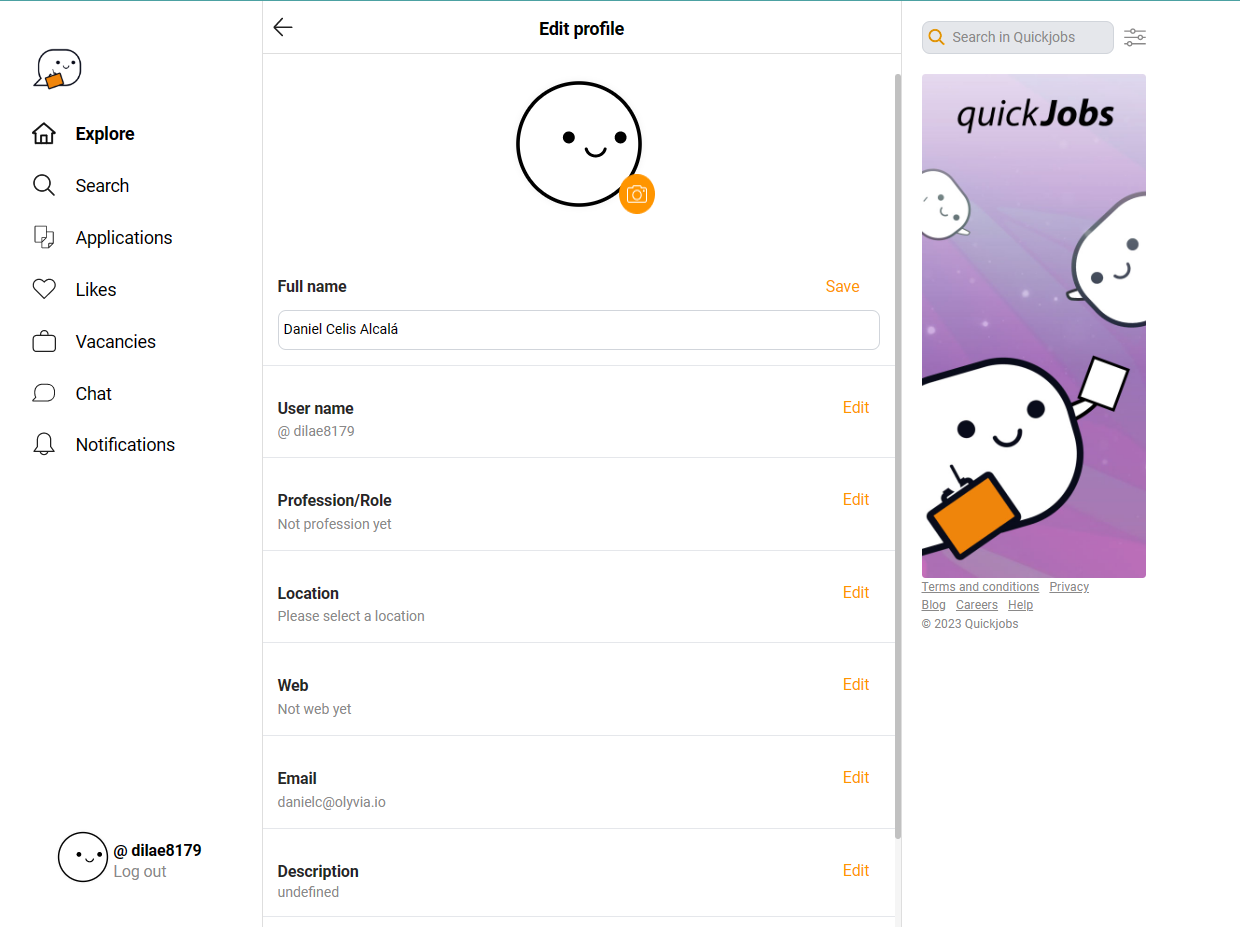 Explore
Search
Applications
Likes
Vacancies
Chat
Notifications
@ dilae8179
Log out
Edit profile
Full name
Save
Daniel Celis Alcalá
User name
Edit
@ dilae8179
Profession/Role
Edit
Not profession yet
Location
Edit
Please select a location
Web
Edit
Not web yet
Email
Edit
danielc@olyvia.io
Description
Edit
undefined
Search in Quickjobs
quickJobs
Terms and conditions Privacy
Blog Careers Help
© 2023 Quickjobs